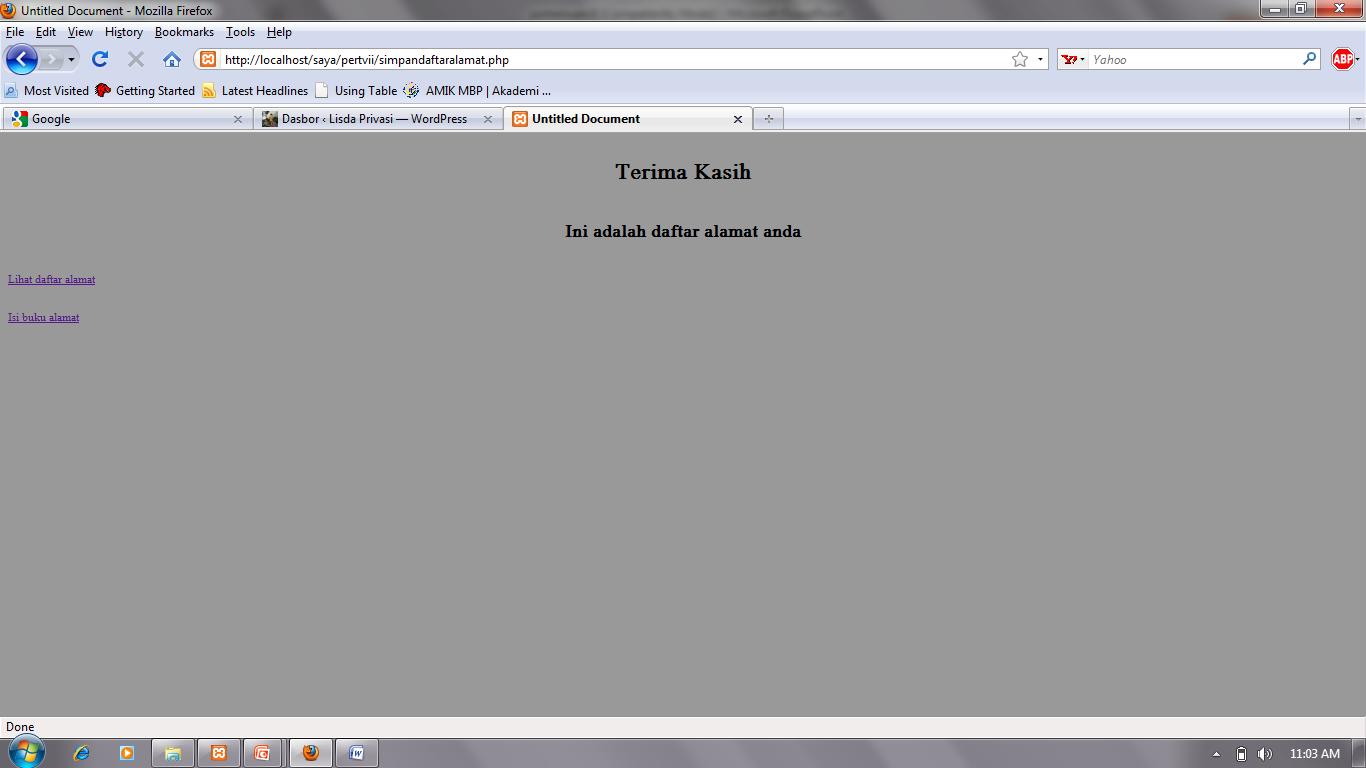 Untitled Document - Mozilla Firefox
File Edit View History Bookmarks Tools Help
http://localhost/saya/pertvii/simpandaftaralamat.php
Yahoo
ABP
Most Visited Getting Started Latest Headlines Using Table AMIK MBP | Akademi ...
Google Dasbor ‹ Lisda Privasi — WordPress Untitled Document
Terima Kasih
Ini adalah daftar alamat anda
Lihat daftar alamat
Isi buku alamat
Done
11:03 AM